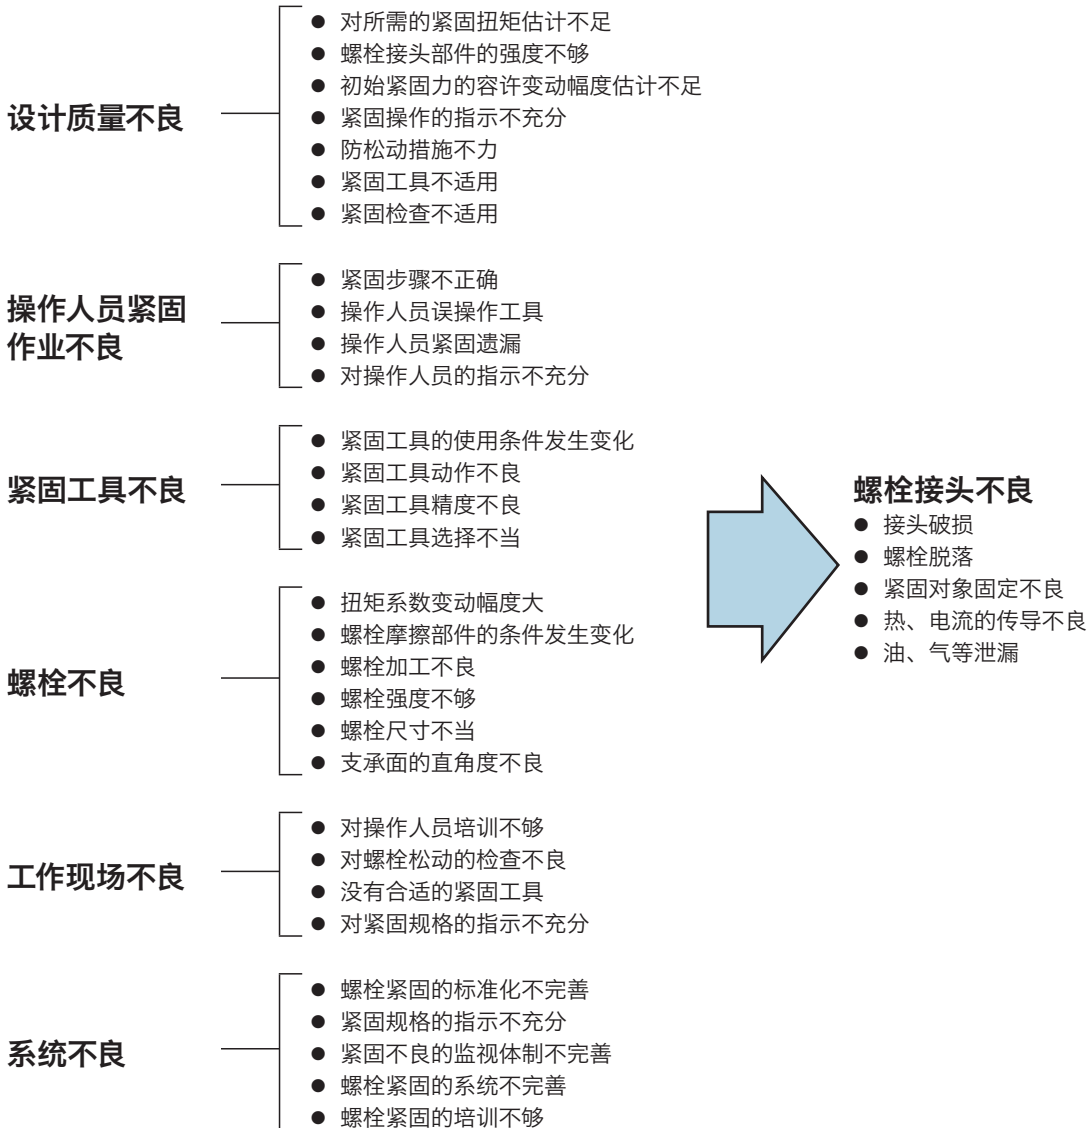 设计质量不良
● 对所需的紧固扭矩估计不足
● 螺栓接头部件的强度不够
● 初始紧固力的容许变动幅度估计不足
● 紧固操作的指示不充分
● 防松动措施不力
● 紧固工具不适用
● 紧固检查不适用
操作人员紧固
作业不良
● 紧固步骤不正确
● 操作人员误操作工具
● 操作人员紧固遗漏
● 对操作人员的指示不充分
紧固工具不良
● 紧固工具的使用条件发生变化
● 紧固工具动作不良
● 紧固工具精度不良
● 紧固工具选择不当
螺栓不良
● 扭矩系数变动幅度大
● 螺栓摩擦部件的条件发生变化
● 螺栓加工不良
● 螺栓强度不够
● 螺栓尺寸不当
● 支承面的直角度不良
工作现场不良
● 对操作人员培训不够
● 对螺栓松动的检查不良
● 没有合适的紧固工具
● 对紧固规格的指示不充分
系统不良
● 螺栓紧固的标准化不完善
● 紧固规格的指示不充分
● 紧固不良的监视体制不完善
● 螺栓紧固的系统不完善
● 螺栓紧固的培训不够
螺栓接头不良
● 接头破损
● 螺栓脱落
● 紧固对象固定不良
● 热、电流的传导不良
● 油、气等泄漏